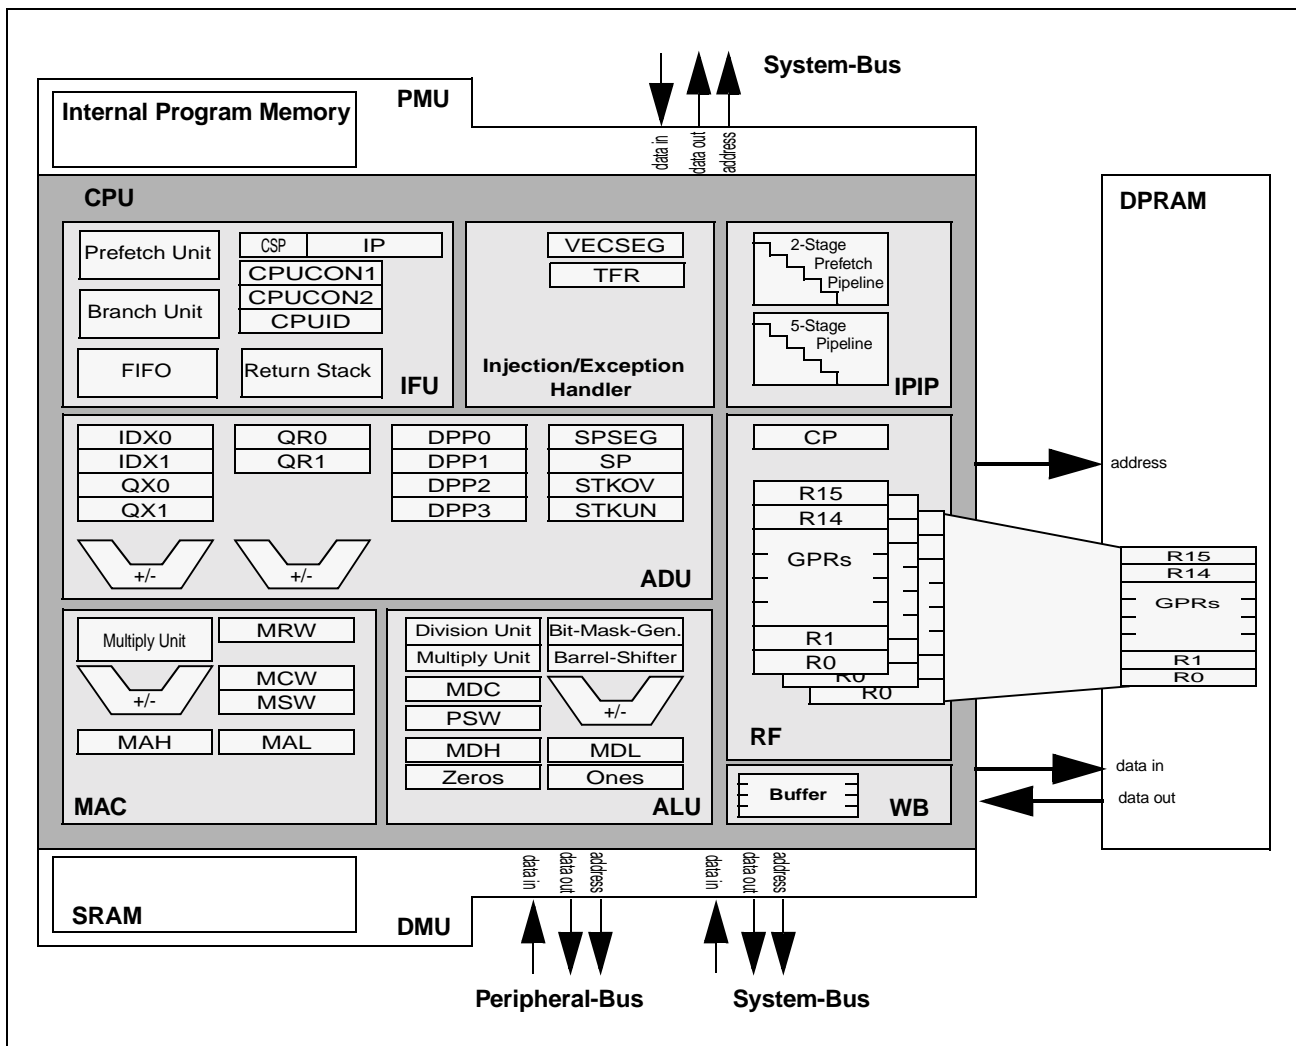 System-Bus
PMU
Internal Program Memory
data in
data out
address
CPU
DPRAM
Prefetch Unit
CSP
IP
CPUCON1
CPUCON2
CPUID
Branch Unit
FIFO
Return Stack
IFU
VECSEG
TFR
Injection/Exception
Handler
2-Stage
Prefetch
Pipeline
5-Stage
Pipeline
IPIP
IDX0
IDX1
QX0
QX1
+/-
QR0
QR1
+/-
DPP0
DPP1
DPP2
DPP3
SPSEG
SP
STKOV
STKUN
ADU
CP
R15
R14
GPRs
R1
R0
R0
R0
RF
address
R15
R14
GPRs
R1
R0
Multiply Unit
+/-
MRW
MCW
MSW
MAH
MAL
MAC
Division Unit
Multiply Unit
Bit-Mask-Gen.
Barrel-Shifter
MDC
PSW
+/-
MDH
MDL
Zeros
Ones
ALU
Buffer
WB
data in
data out
SRAM
DMU
data in
data out
address
data in
data out
address
Peripheral-Bus
System-Bus